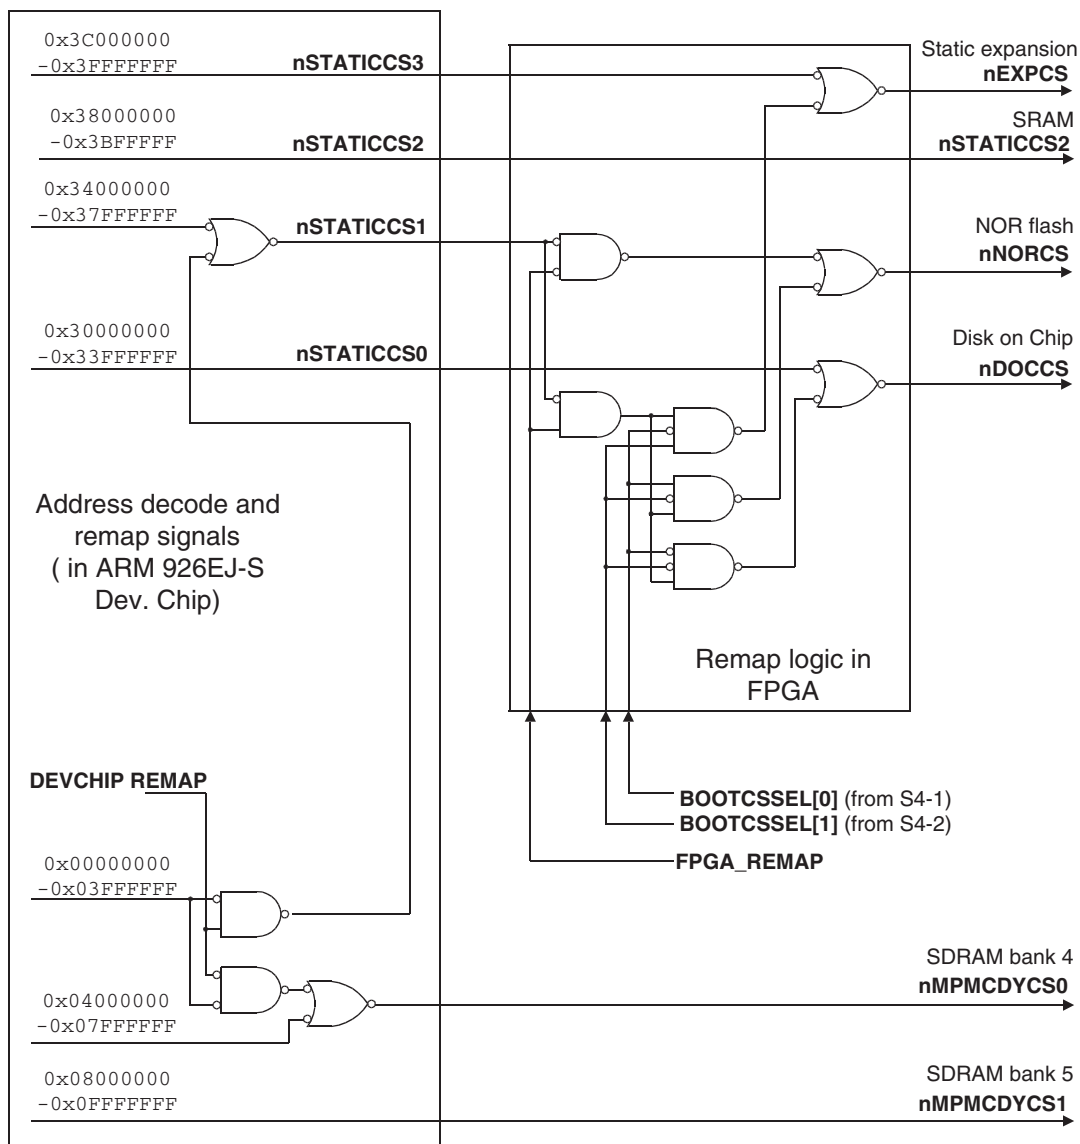 0x3C000000
-0x3FFFFFFF
nSTATICCS3
Static expansion
nEXPCS
0x38000000
-0x3BFFFFF
nSTATICCS2
SRAM
nSTATICCS2
0x34000000
-0x37FFFFFF
nSTATICCS1
NOR flash
nNORCS
0x30000000
-0x33FFFFFF
nSTATICCS0
Disk on Chip
nDOCCS
Address decode and
remap signals
( in ARM 926EJ-S
Dev. Chip)
Remap logic in
FPGA
DEVCHIP REMAP
BOOTCSSEL[0] (from S4-1)
BOOTCSSEL[1] (from S4-2)
FPGA_REMAP
0x00000000
-0x03FFFFFF
SDRAM bank 4
nMPMCDYCS0
0x04000000
-0x07FFFFFF
0x08000000
-0x0FFFFFFF
SDRAM bank 5
nMPMCDYCS1